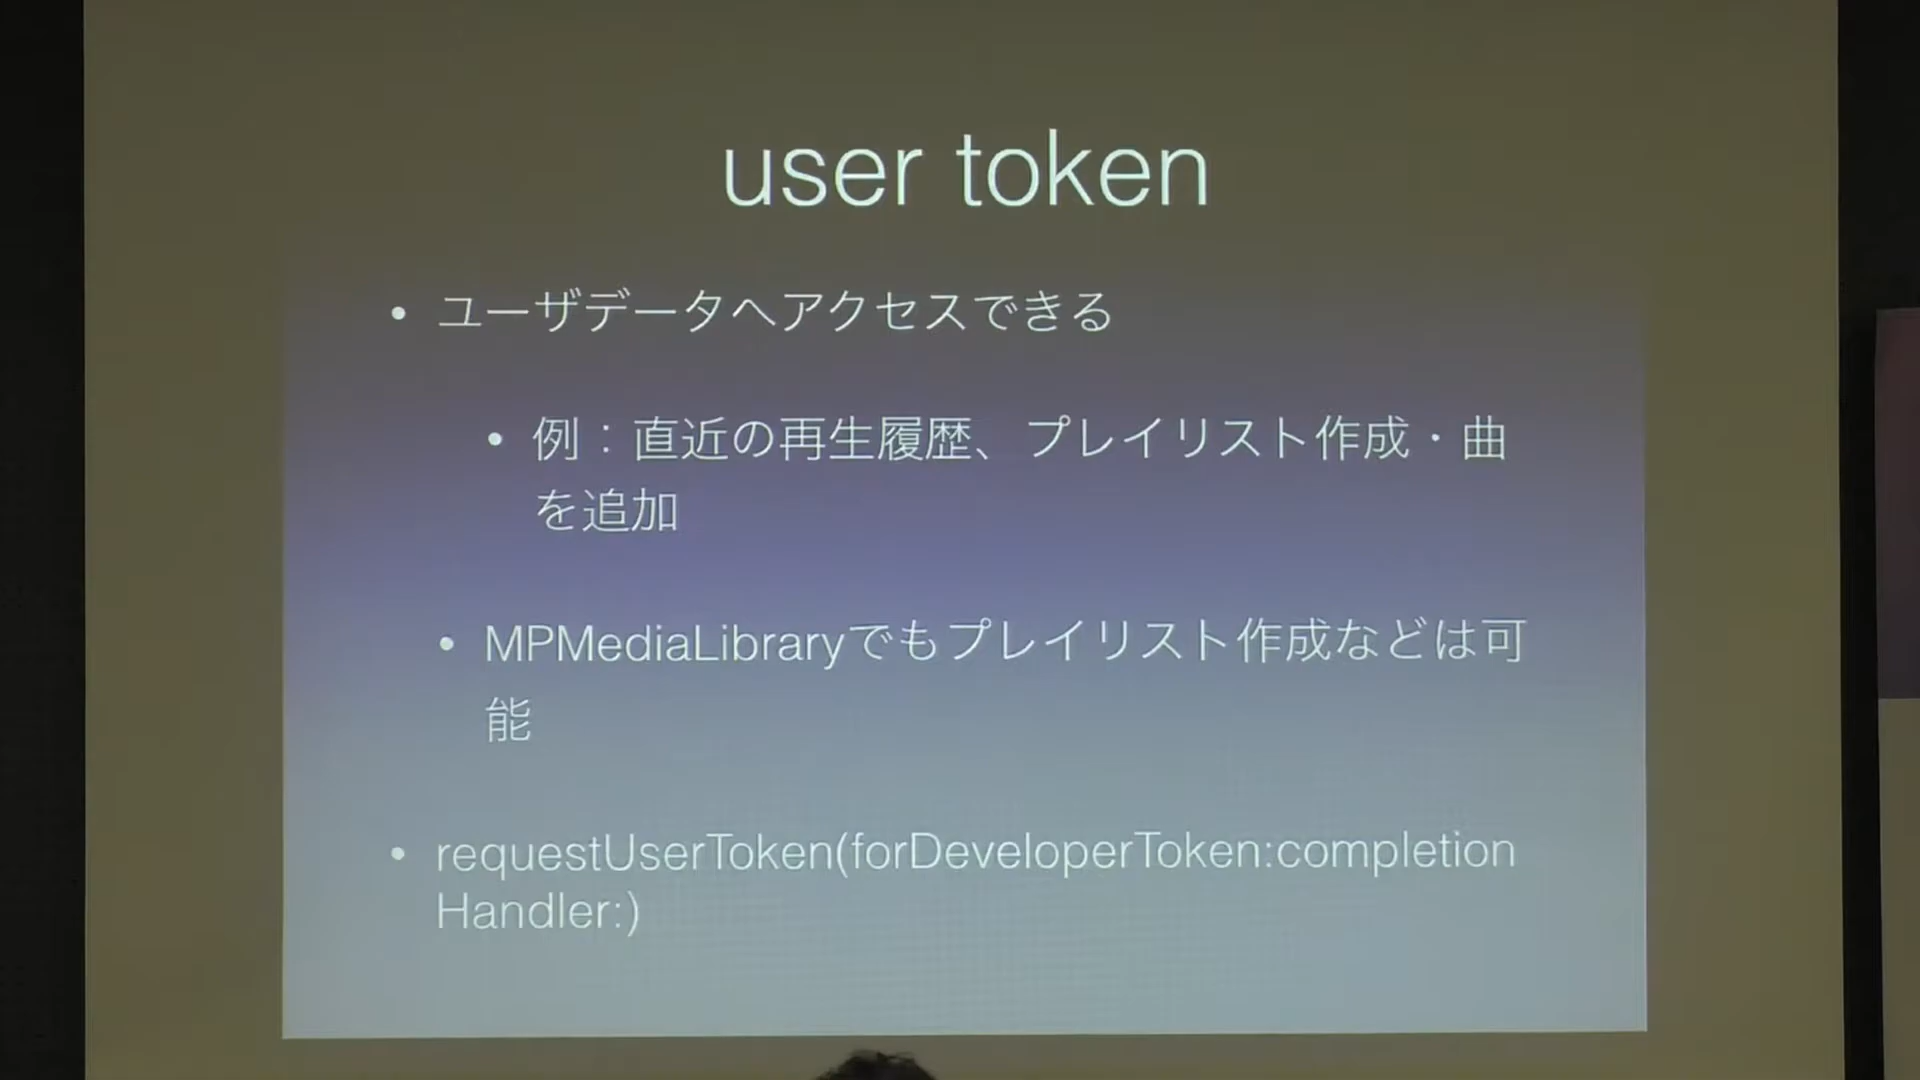 user token
• ユーザデータへアクセスできる
• 例：直近の再生履歴、プレイリスト作成・曲
を追加
• MPMediaLibraryでもプレイリスト作成などは可
能
• requestUserToken(forDeveloperToken:completion
Handler:)